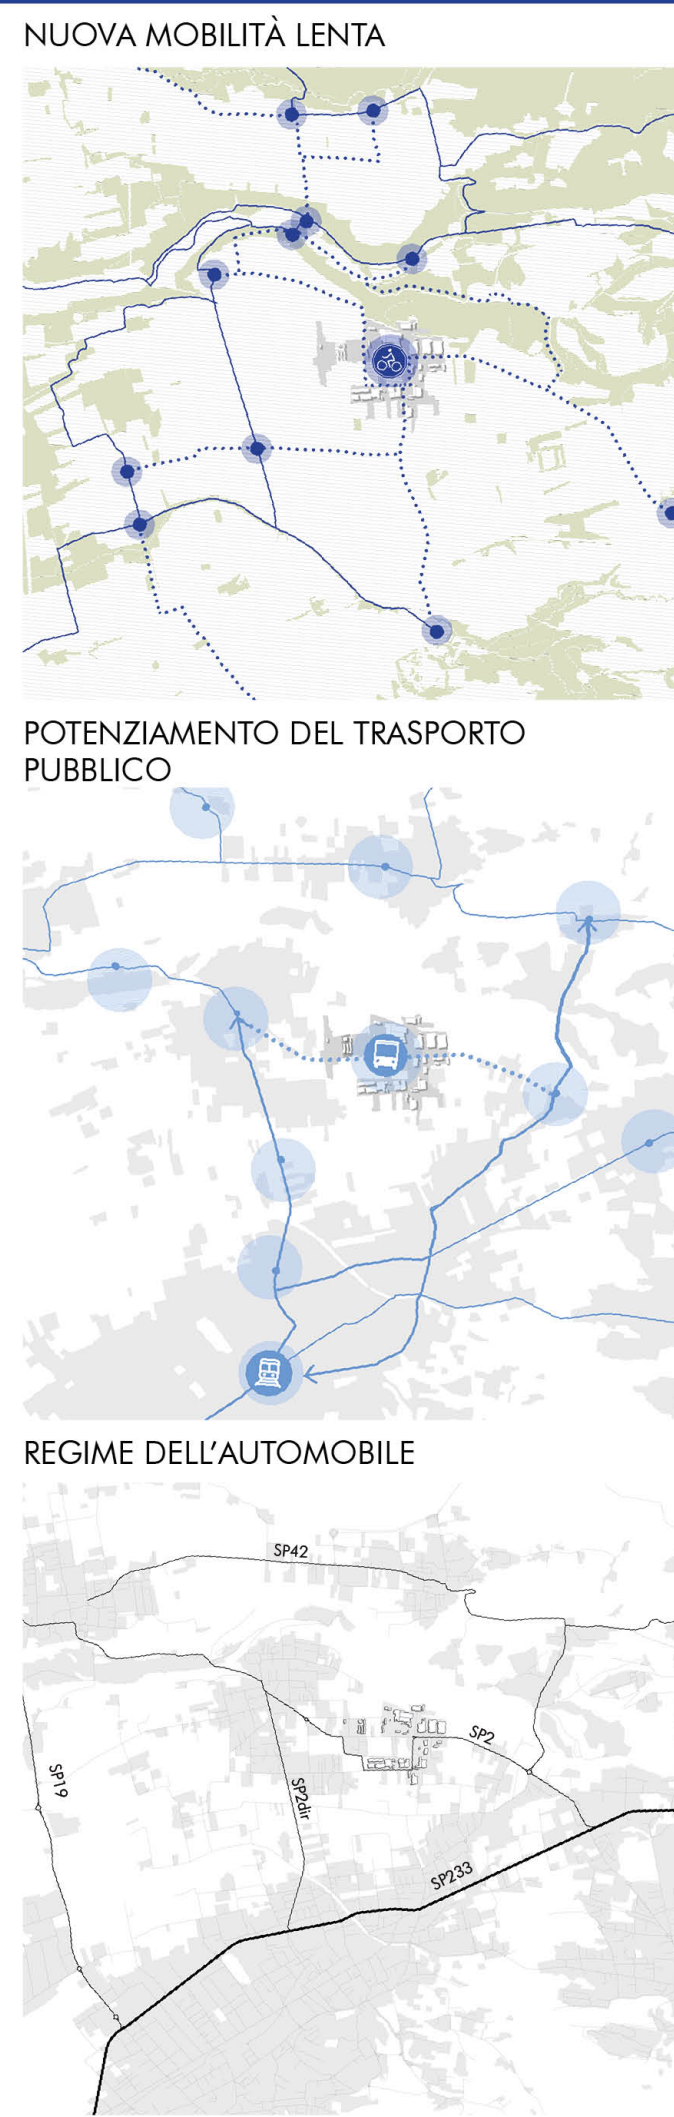 NUOVA MOBILITÀ LENTA
POTENZIAMENTO DEL TRASPORTO
PUBBLICO
REGIME DELL'AUTOMOBILE
SP42
SP2
SP19
SP2dir
SP233